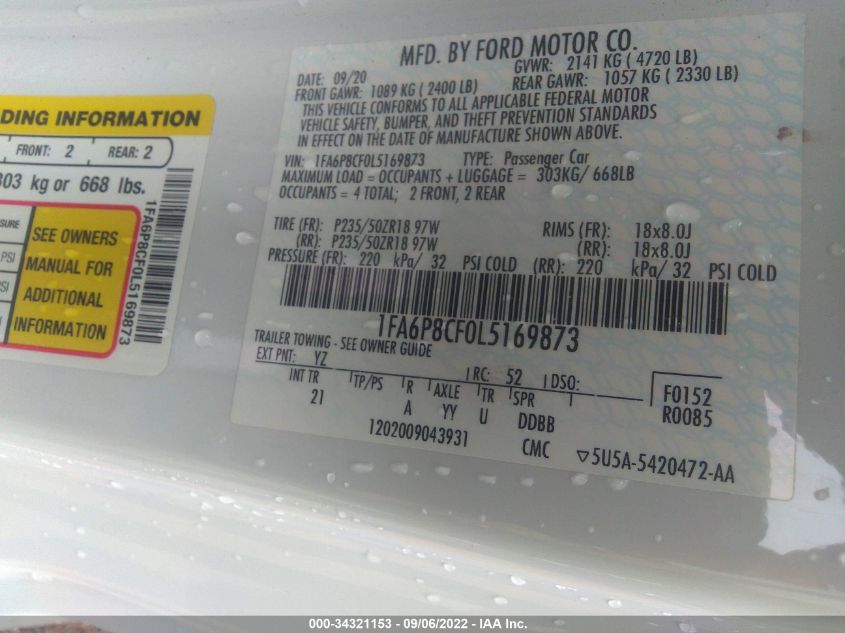 DING INFORMATION
FRONT: 2 REAR: 2
303 kg or 668 lbs.
SURE
PSI
SI
PSI
SEE OWNERS
MANUAL FOR
ADDITIONAL
INFORMATION
1FA6P8CF0L5169873
MFD. BY FORD MOTOR CO.
DATE: 09/20 GVWR: 2141 KG ( 4720 LB)
FRONT GAWR: 1089 KG ( 2400 LB) REAR GAWR: 1057 KG ( 2330 LB)
THIS VEHICLE CONFORMS TO ALL APPLICABLE FEDERAL MOTOR
VEHICLE SAFETY, BUMPER, AND THEFT PREVENTION STANDARDS
IN EFFECT ON THE DATE OF MANUFACTURE SHOWN ABOVE.
VIN: 1FA6P8CF0L5169873 TYPE: Passenger Car
MAXIMUM LOAD = OCCUPANTS + LUGGAGE = 303KG/ 668LB
OCCUPANTS = 4 TOTAL; 2 FRONT, 2 REAR
TIRE (FR): P235/50ZR18 97W RIMS (FR): 18x8.0J
(RR): P235/50ZR18 97W (RR): 18x8.0J
PRESSURE (FR): 220 kPa/ 32 PSI COLD (RR): 220 kPa/ 32 PSI COLD
1FA6P8CF0L5169873
TRAILER TOWING - SEE OWNER GUIDE
EXT PNT: YZ RC: 52 DSO:
INT TR TP/PS R AXLE TR SPR
21 A YY U DDBB
F0152
R0085
1202009043931 CMC ▽5U5A-5420472-AA
000-34321153 - 09/06/2022 - IAA Inc.